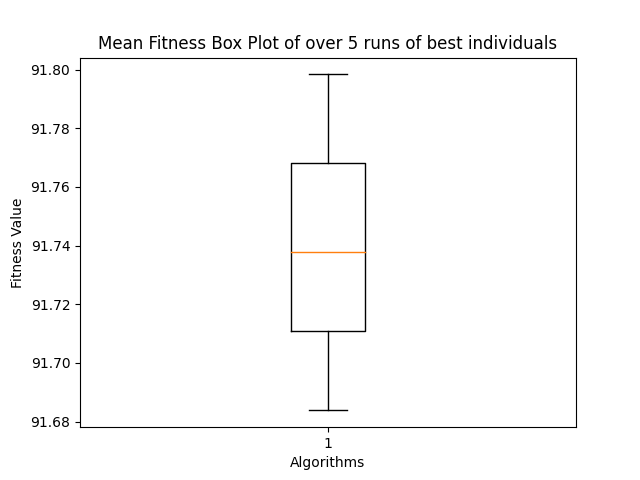 Mean Fitness Box Plot of over 5 runs of best individuals
91.80
91.78
91.76
91.74
91.72
91.70
91.68
Fitness Value
1
Algorithms